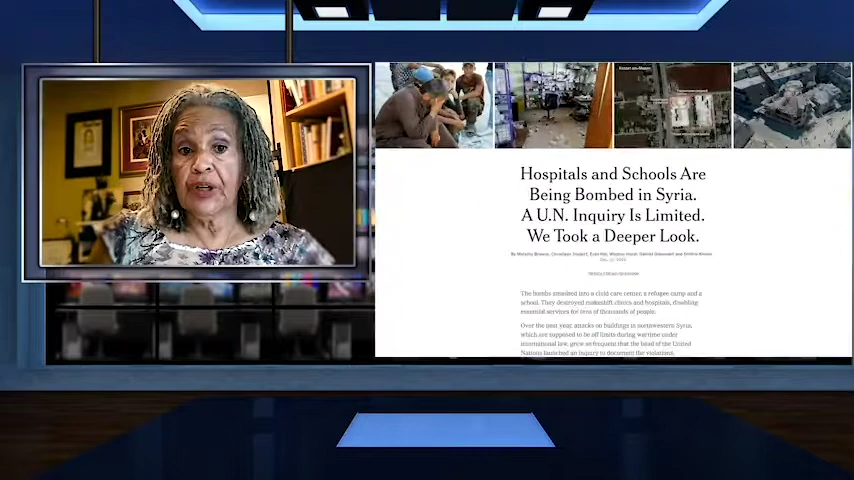 Hospitals and Schools Are
Being Bombed in Syria.
A U.N. Inquiry Is Limited.
We Took a Deeper Look.
The bombs smashed into a child care center, a refugee camp and a
school. They destroyed makeshift clinics and hospitals, disabling
essential services for tens of thousands of people.
Over the past year, attacks on buildings in northwestern Syria,
which are supposed to be off limits during wartime under
international law, grew so frequent that the head of the United
Nations launched an inquiry to document the violations.